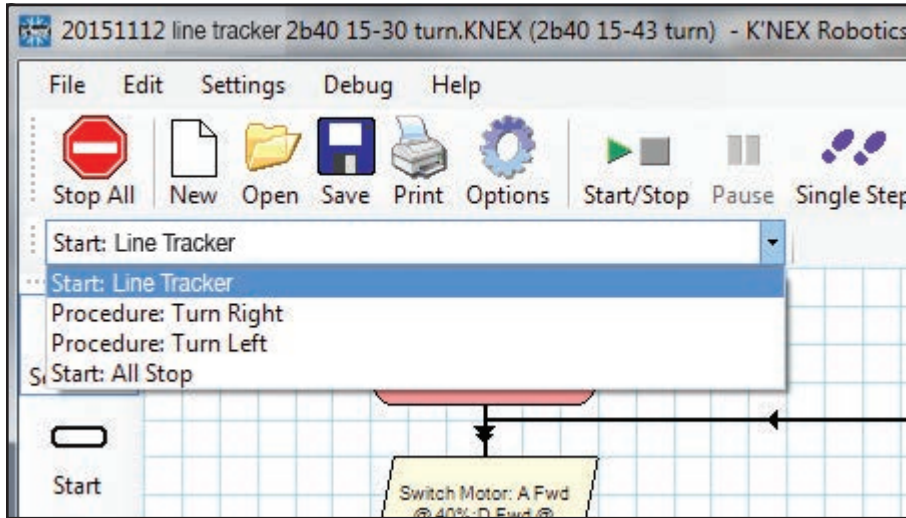 20151112 line tracker 2b40 15-30 turn.KNEX (2b40 15-43 turn) - K'NEX Robotics
File Edit Settings Debug Help
Stop All New Open Save Print Options Start/Stop Pause Single Step
Start: Line Tracker
Start: Line Tracker
Procedure: Turn Right
Procedure: Turn Left
Start: All Stop
Start
Switch Motor: A Fwd
@ 40%;D Fwd @